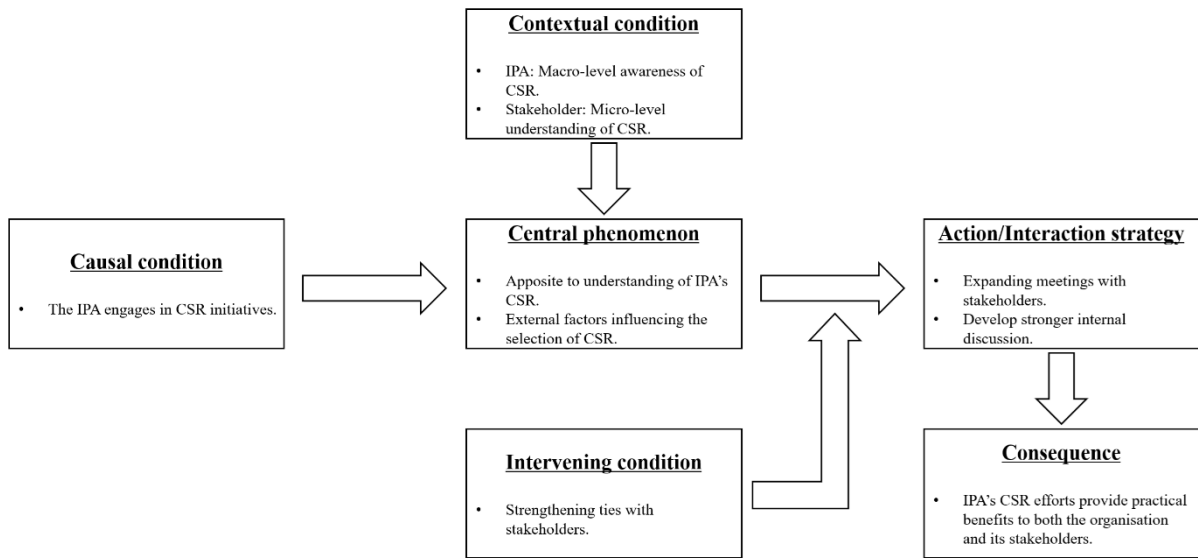 Contextual condition
• IPA: Macro-level awareness of
CSR.
• Stakeholder: Micro-level
understanding of CSR.
Causal condition
• The IPA engages in CSR initiatives.
Central phenomenon
• Apposite to understanding of IPA's
CSR.
• External factors influencing the
selection of CSR.
Action/Interaction strategy
• Expanding meetings with
stakeholders.
• Develop stronger internal
discussion.
Intervening condition
• Strengthening ties with
stakeholders.
Consequence
• IPA's CSR efforts provide practical
benefits to both the organisation
and its stakeholders.